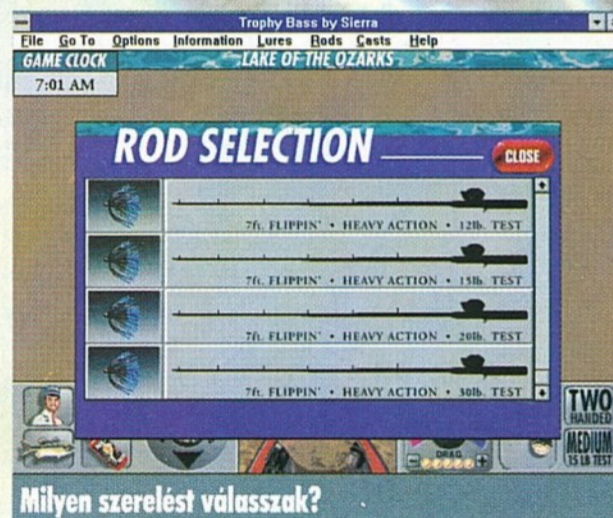 Trophy Bass by Sierra
File Go To Options Information Lures Rods Casts Help
GAME CLOCK
LAKE OF THE OZARKS
7:01 AM
ROD SELECTION
CLOSE
7ft. FLIPPIN' • HEAVY ACTION • 12lb. TEST
7ft. FLIPPIN' • HEAVY ACTION • 15lb. TEST
7ft. FLIPPIN' • HEAVY ACTION • 20lb. TEST
7ft. FLIPPIN' • HEAVY ACTION • 30lb. TEST
TWO
HANDED
DRAG
MEDIUM
15 LB TEST
Milyen szerelést válasszak?